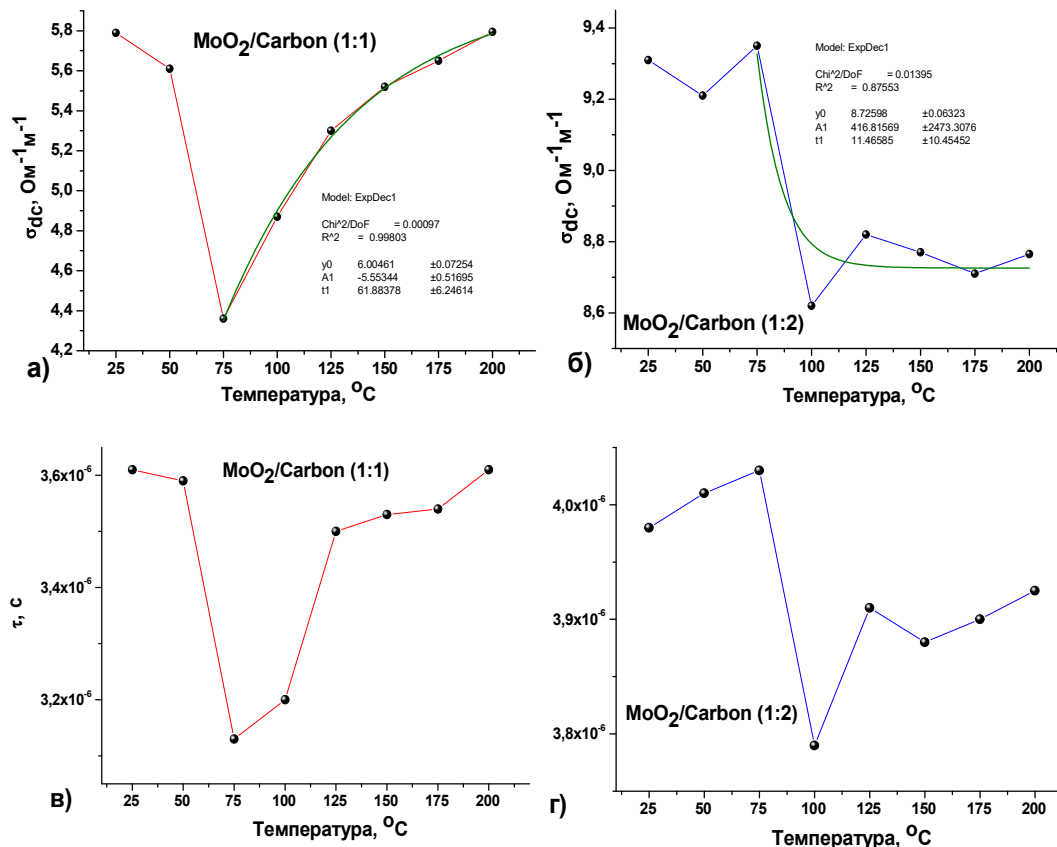 MoO2/Carbon (1:1)
σdc, Ом⁻¹м⁻¹
5,8
5,6
5,4
5,2
5,0
4,8
4,6
4,4
4,2
Model: ExpDec1
Chi^2/DoF = 0.00097
R^2 = 0.99803
y0 6.00461 ±0.07254
A1 -5.55344 ±0.51695
t1 61.88378 ±6.24614
25 50 75 100 125 150 175 200
а)
Температура, ⁰C
9,4
9,2
9,0
8,8
8,6
σdc, Ом⁻¹м⁻¹
Model: ExpDec1
Chi^2/DoF = 0.01395
R^2 = 0.87553
y0 8.72598 ±0.06323
A1 416.81569 ±2473.3076
t1 11.46585 ±10.45452
MoO2/Carbon (1:2)
25 50 75 100 125 150 175 200
б)
Температура, ⁰C
MoO2/Carbon (1:1)
3,6x10⁻⁶
3,4x10⁻⁶
3,2x10⁻⁶
τ, с
25 50 75 100 125 150 175 200
в)
Температура, ⁰C
4,0x10⁻⁶
3,9x10⁻⁶
3,8x10⁻⁶
MoO2/Carbon (1:2)
25 50 75 100 125 150 175 200
г)
Температура, ⁰C